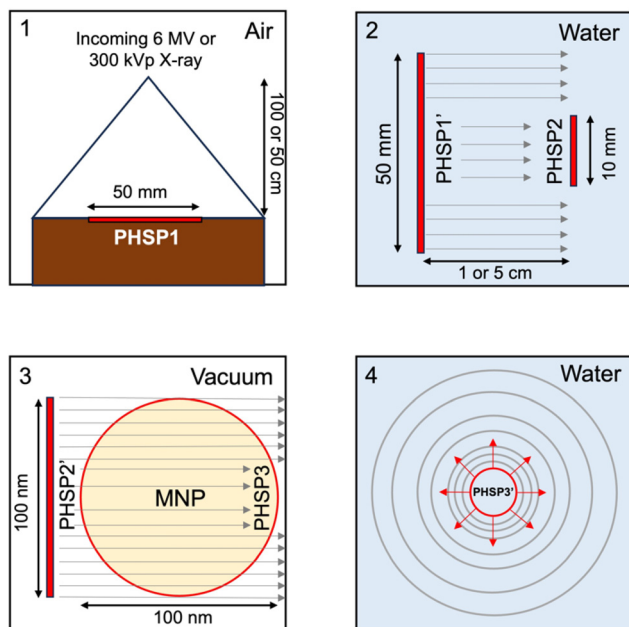 1
Air
Incoming 6 MV or
300 kVp X-ray
100 or 50 cm
50 mm
PHSP1
2
Water
50 mm
PHSP1'
PHSP2
10 mm
1 or 5 cm
3
Vacuum
100 nm
PHSP2'
MNP
PHSP3
100 nm
4
Water
PHSP3'